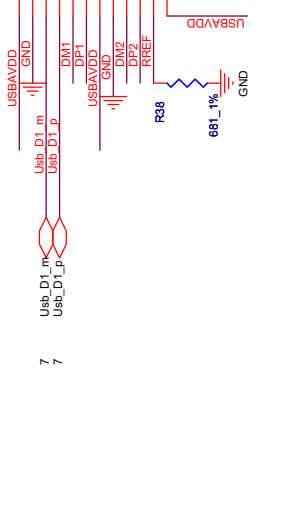 USBAVDD
USBAVDD
GND
Usb_D1_m
Usb_D1_p
DM1
DP1
USBAVDD
GND
DM2
DP2
RREF
R38
681_1%
GND
Usb_D1_m
Usb_D1_p
7
7